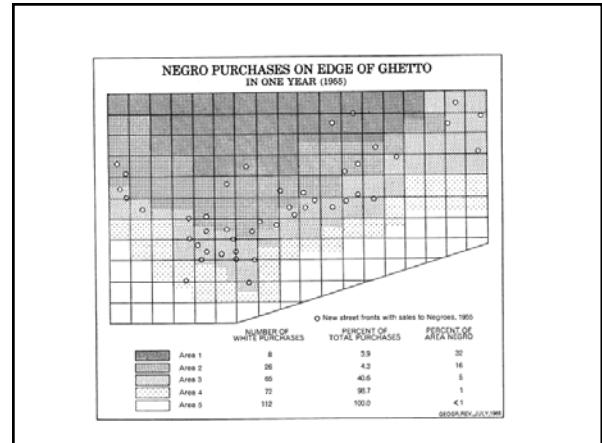 NEGRO PURCHASES ON EDGE OF GHETTO
IN ONE YEAR (1955)
O New street fronts with sales to Negroes, 1955
NUMBER OF WHITE PURCHASES
PERCENT OF TOTAL PURCHASES
PERCENT OF AREA NEGRO
Area 1 8 3.9 32
Area 2 26 4.3 16
Area 3 65 40.6 5
Area 4 72 98.7 1
Area 5 112 100.0 <1
GEOGR. REV., JULY, 1965